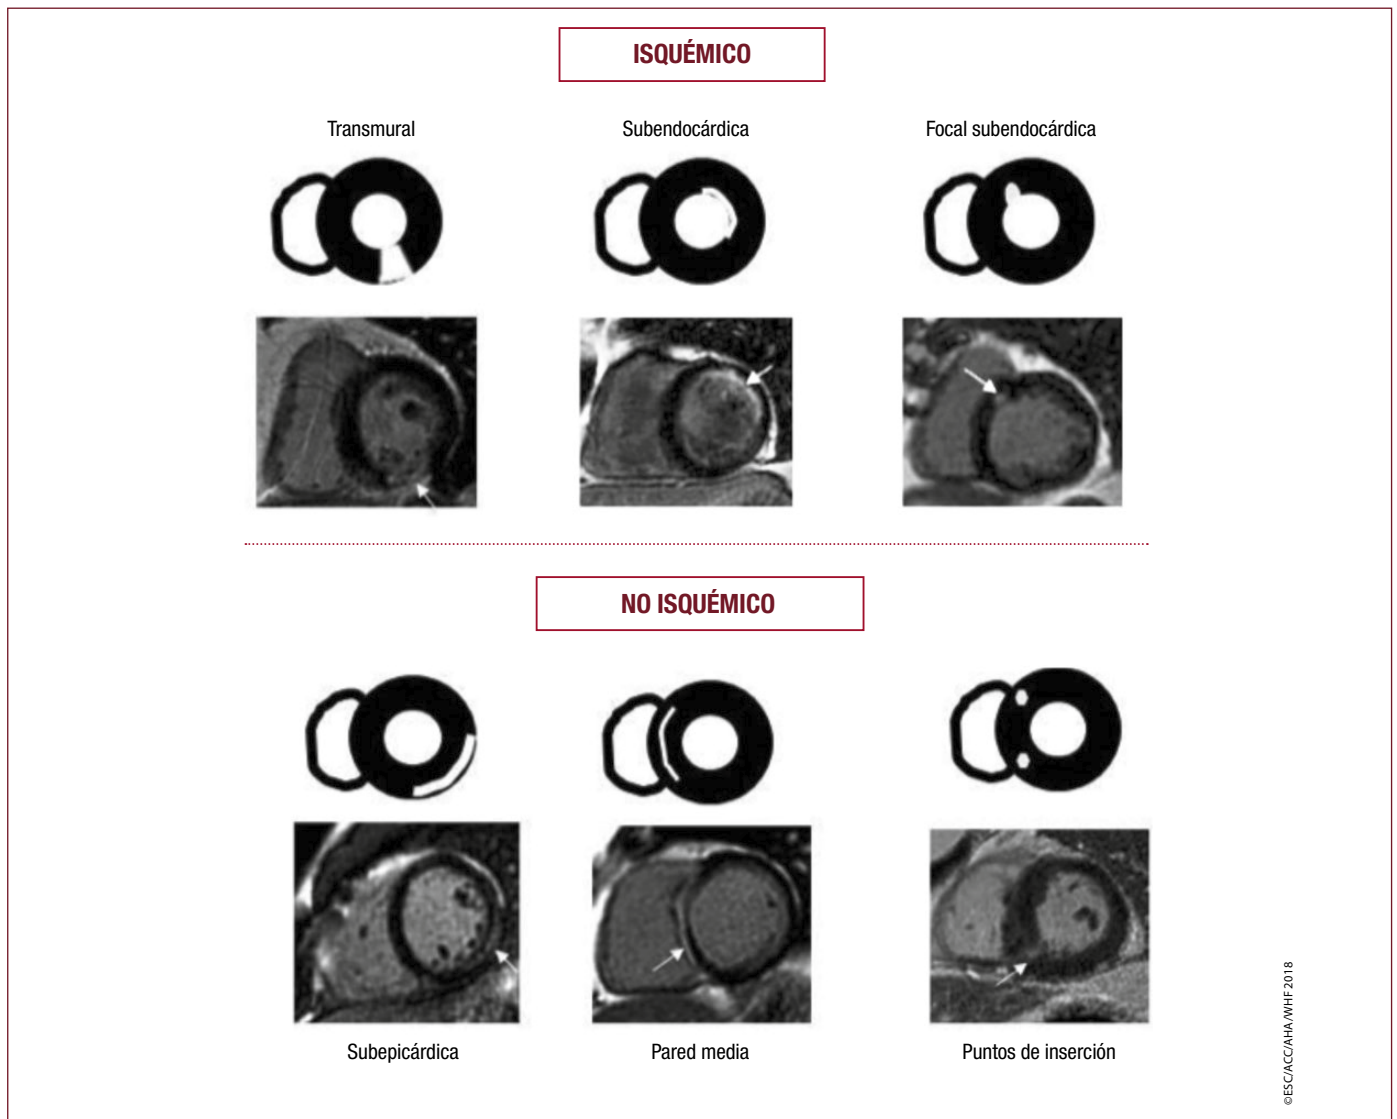 ISQUÉMICO
Transmural
Subendocárdica
Focal subendocárdica
NO ISQUÉMICO
Subepicárdica
Pared media
Puntos de inserción
©ESC/ACC/AHA/WHF 2018